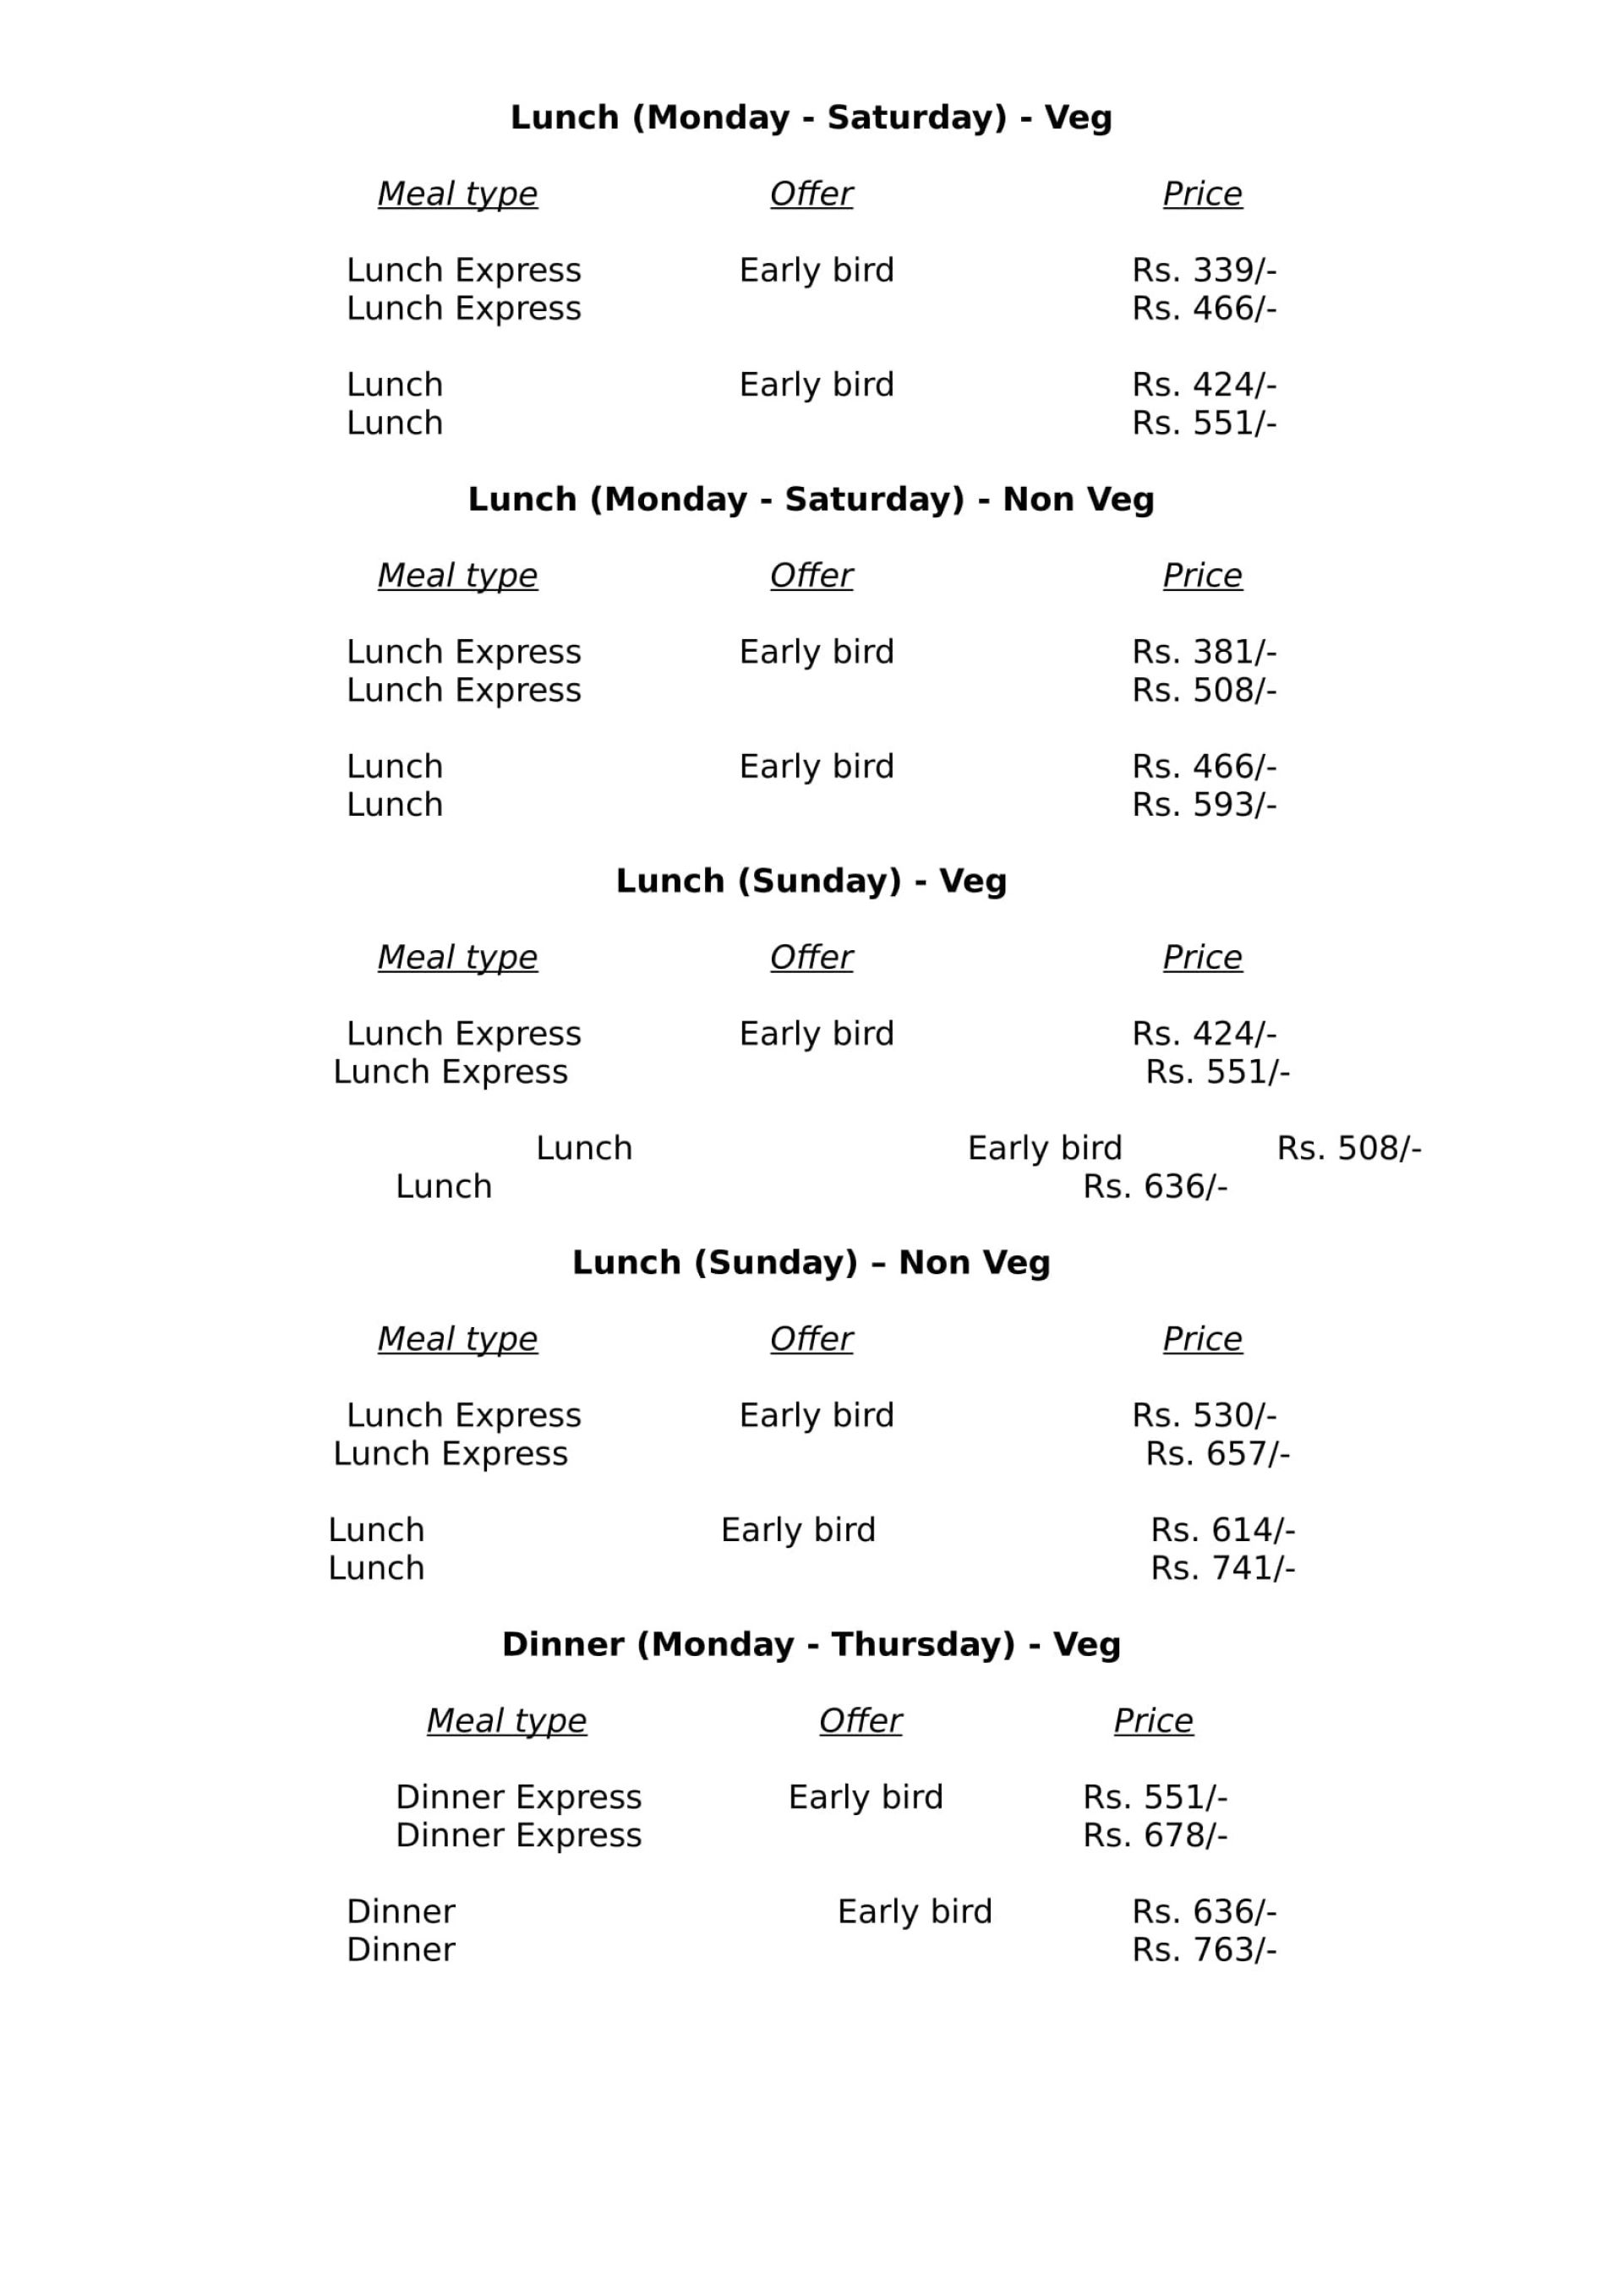 Lunch (Monday - Saturday) - Veg
Meal type Offer Price
Lunch Express Early bird Rs. 339/-
Lunch Express Rs. 466/-
Lunch Early bird Rs. 424/-
Lunch Rs. 551/-
Lunch (Monday - Saturday) - Non Veg
Meal type Offer Price
Lunch Express Early bird Rs. 381/-
Lunch Express Rs. 508/-
Lunch Early bird Rs. 466/-
Lunch Rs. 593/-
Lunch (Sunday) - Veg
Meal type Offer Price
Lunch Express Early bird Rs. 424/-
Lunch Express Rs. 551/-
Lunch Early bird Rs. 508/-
Lunch Rs. 636/-
Lunch (Sunday) – Non Veg
Meal type Offer Price
Lunch Express Early bird Rs. 530/-
Lunch Express Rs. 657/-
Lunch Early bird Rs. 614/-
Lunch Rs. 741/-
Dinner (Monday - Thursday) - Veg
Meal type Offer Price
Dinner Express Early bird Rs. 551/-
Dinner Express Rs. 678/-
Dinner Early bird Rs. 636/-
Dinner Rs. 763/-